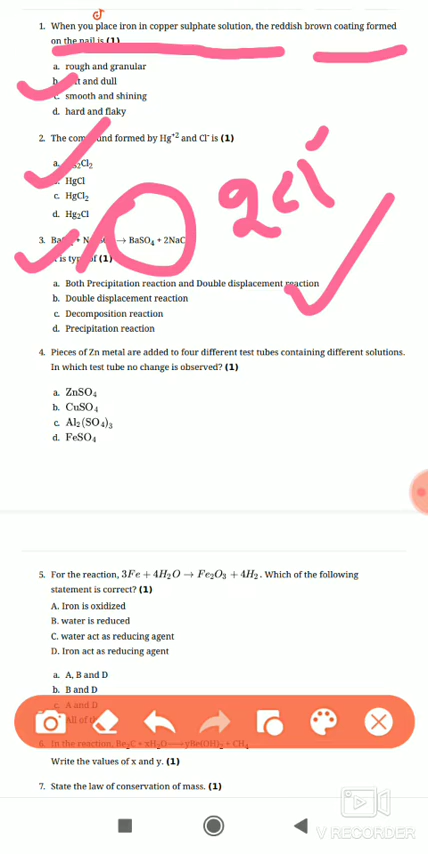 1. When you place iron in copper sulphate solution, the reddish brown coating formed
on the nail is (1)
a. rough and granular
and dull
c. smooth and shining
d. hard and flaky
2. The compound formed by Hg⁺² and Cl⁻ is (1)
Cl₂
HgCl
c. HgCl₂
d. Hg₂Cl
3. → BaSO₄ + 2NaCl
is type of (1)
a. Both Precipitation reaction and Double displacement reaction
b. Double displacement reaction
c. Decomposition reaction
d. Precipitation reaction
4. Pieces of Zn metal are added to four different test tubes containing different solutions.
In which test tube no change is observed? (1)
a. ZnSO₄
b. CuSO₄
c. Al₂(SO₄)₃
d. FeSO₄
5. For the reaction, 3Fe + 4H₂O → Fe₂O₃ + 4H₂. Which of the following
statement is correct? (1)
A. Iron is oxidized
B. water is reduced
C. water act as reducing agent
D. Iron act as reducing agent
a. A, B and D
b. B and D
c. A and D
All of
6. In the reaction, Be₂C + xH₂O ⟶ yBe(OH)₂ + CH₄
Write the values of x and y. (1)
7. State the law of conservation of mass. (1)
V RECORDER